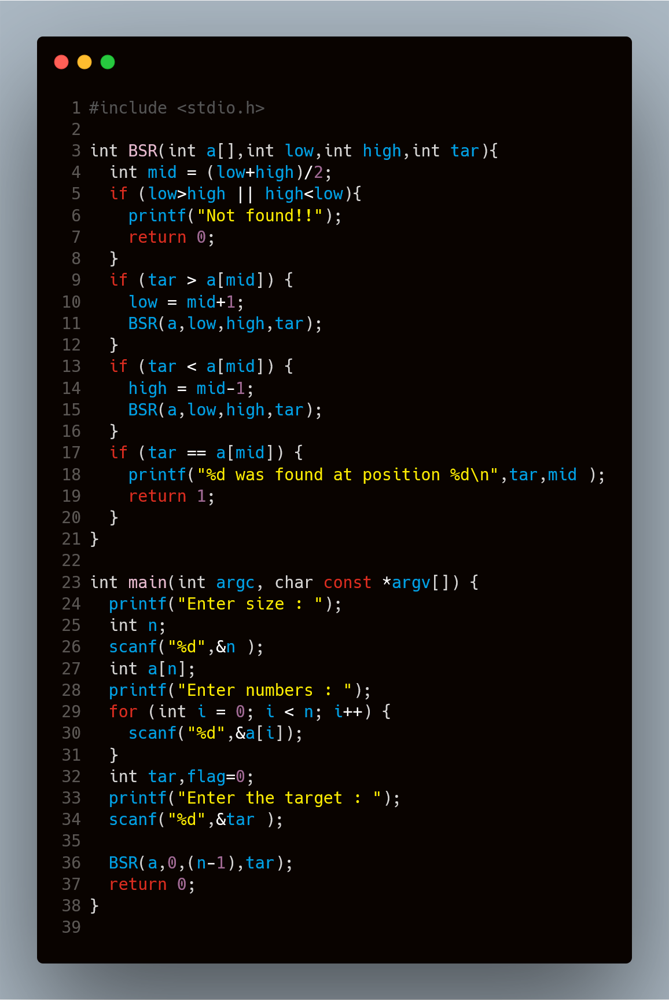 1 #include <stdio.h>
2
3 int BSR(int a[],int low,int high,int tar){
4   int mid = (low+high)/2;
5   if (low>high || high<low){
6     printf("Not found!!");
7     return 0;
8   }
9   if (tar > a[mid]) {
10     low = mid+1;
11     BSR(a,low,high,tar);
12   }
13   if (tar < a[mid]) {
14     high = mid-1;
15     BSR(a,low,high,tar);
16   }
17   if (tar == a[mid]) {
18     printf("%d was found at position %d\n",tar,mid );
19     return 1;
20   }
21 }
22
23 int main(int argc, char const *argv[]) {
24   printf("Enter size : ");
25   int n;
26   scanf("%d",&n );
27   int a[n];
28   printf("Enter numbers : ");
29   for (int i = 0; i < n; i++) {
30     scanf("%d",&a[i]);
31   }
32   int tar,flag=0;
33   printf("Enter the target : ");
34   scanf("%d",&tar );
35
36   BSR(a,0,(n-1),tar);
37   return 0;
38 }
39